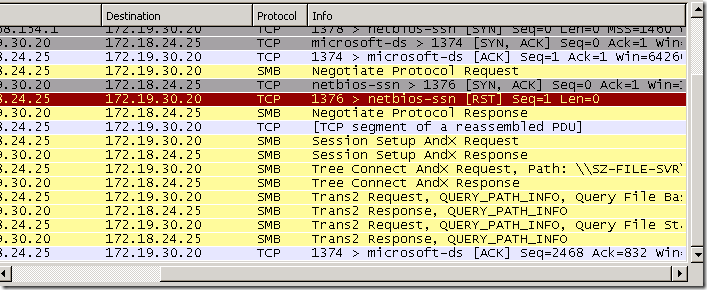 Destination Protocol Info
58.154.1 172.19.30.20 TCP 1378 > netbios-ssn [SYN] Seq=0 MSS=1460
9.30.20 172.18.24.25 TCP microsoft-ds > 1374 [SYN, ACK] Seq=0 Ack=1 Win=
8.24.25 172.19.30.20 TCP 1374 > microsoft-ds [ACK] Seq=1 Ack=1 Win=6426
8.24.25 172.19.30.20 SMB Negotiate Protocol Request
9.30.20 172.18.24.25 TCP netbios-ssn > 1376 [SYN, ACK] Seq=0 Ack=1 Win=
8.24.25 172.19.30.20 TCP 1376 > netbios-ssn [RST] Seq=1 Len=0
9.30.20 172.18.24.25 SMB Negotiate Protocol Response
8.24.25 172.19.30.20 TCP [TCP segment of a reassembled PDU]
8.24.25 172.19.30.20 SMB Session Setup AndX Request
9.30.20 172.18.24.25 SMB Session Setup AndX Response
8.24.25 172.19.30.20 SMB Tree Connect AndX Request, Path: \\SZ-FILE-SVR\
9.30.20 172.18.24.25 SMB Tree Connect AndX Response
8.24.25 172.19.30.20 SMB Trans2 Request, QUERY_PATH_INFO, Query File Bas
9.30.20 172.18.24.25 SMB Trans2 Response, QUERY_PATH_INFO
8.24.25 172.19.30.20 SMB Trans2 Request, QUERY_PATH_INFO, Query File Sta
9.30.20 172.18.24.25 SMB Trans2 Response, QUERY_PATH_INFO
8.24.25 172.19.30.20 TCP 1374 > microsoft-ds [ACK] Seq=2468 Ack=832 Win=